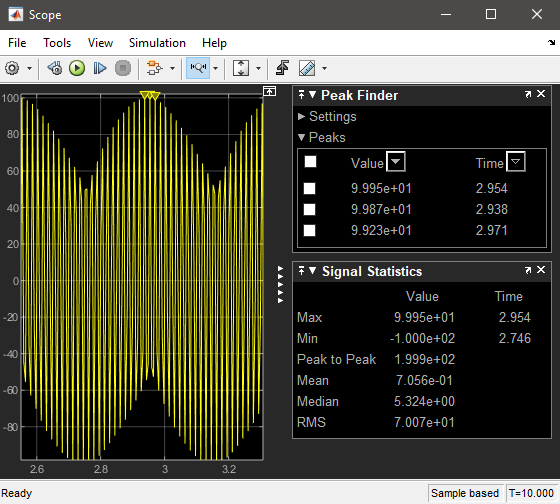 Scope
File Tools View Simulation Help
Peak Finder
Settings
Peaks
Value Time
9.995e+01 2.954
9.987e+01 2.938
9.923e+01 2.971
Signal Statistics
Value Time
Max 9.995e+01 2.954
Min -1.000e+02 2.746
Peak to Peak 1.999e+02
Mean 7.056e-01
Median 5.324e+00
RMS 7.007e+01
100
80
60
40
20
0
-20
-40
-60
-80
2.6 2.8 3 3.2
Ready Sample based T=10.000